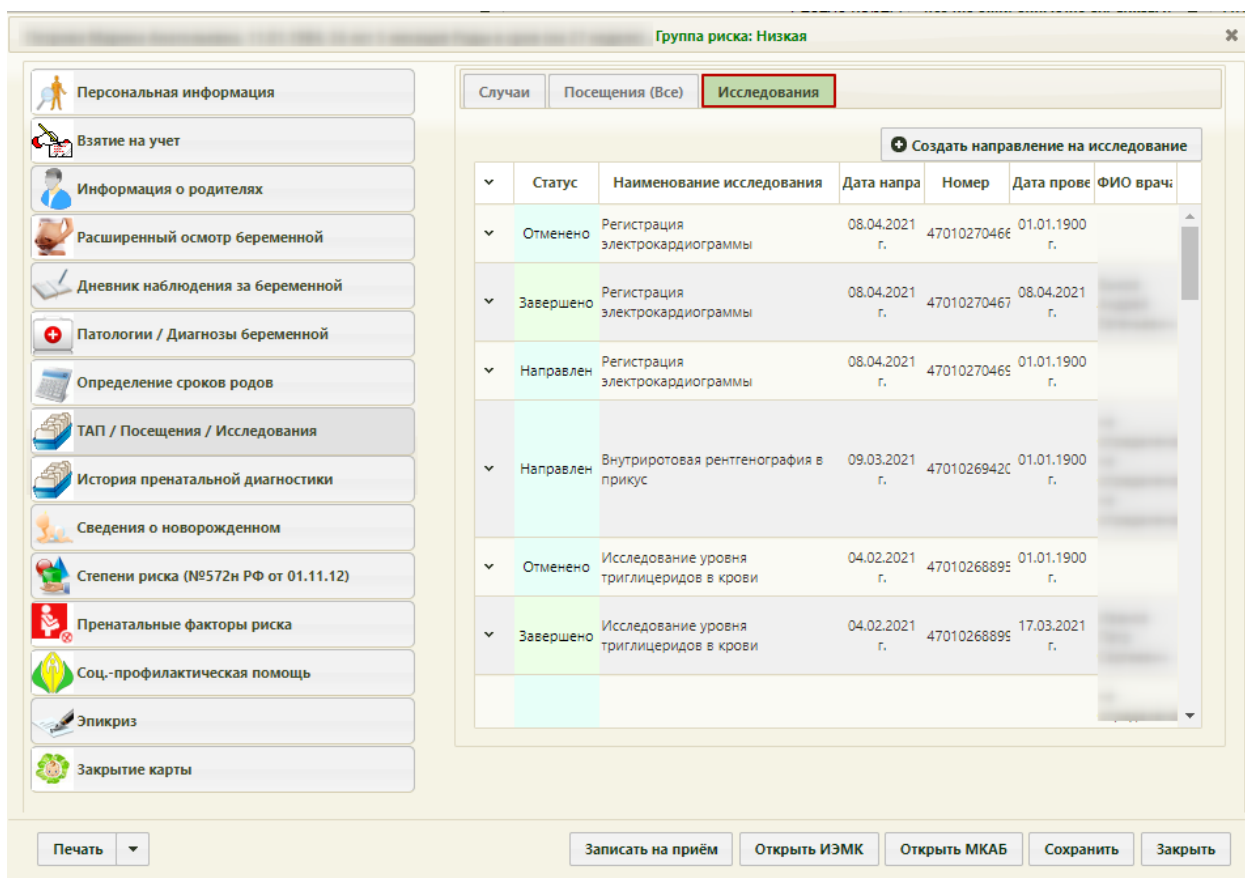 Группа риска: Низкая
Персональная информация
Взятие на учет
Информация о родителях
Расширенный осмотр беременной
Дневник наблюдения за беременной
Патологии / Диагнозы беременной
Определение сроков родов
ТАП / Посещения / Исследования
История пренатальной диагностики
Сведения о новорожденном
Степени риска (№572н РФ от 01.11.12)
Пренатальные факторы риска
Соц.-профилактическая помощь
Эпикриз
Закрытие карты
Случаи Посещения (Все) Исследования
Создать направление на исследование
Статус Наименование исследования Дата напра Номер Дата прове ФИО врача
Отменено Регистрация электрокардиограммы 08.04.2021 г. 47010270466 01.01.1900 г.
Завершено Регистрация электрокардиограммы 08.04.2021 г. 47010270467 08.04.2021 г.
Направлен Регистрация электрокардиограммы 08.04.2021 г. 47010270469 01.01.1900 г.
Направлен Внутриротовая рентгенография в прикус 09.03.2021 г. 47010269420 01.01.1900 г.
Отменено Исследование уровня триглицеридов в крови 04.02.2021 г. 47010268895 01.01.1900 г.
Завершено Исследование уровня триглицеридов в крови 04.02.2021 г. 47010268899 17.03.2021 г.
Печать Записать на приём Открыть ИЭМК Открыть МКАБ Сохранить Закрыть